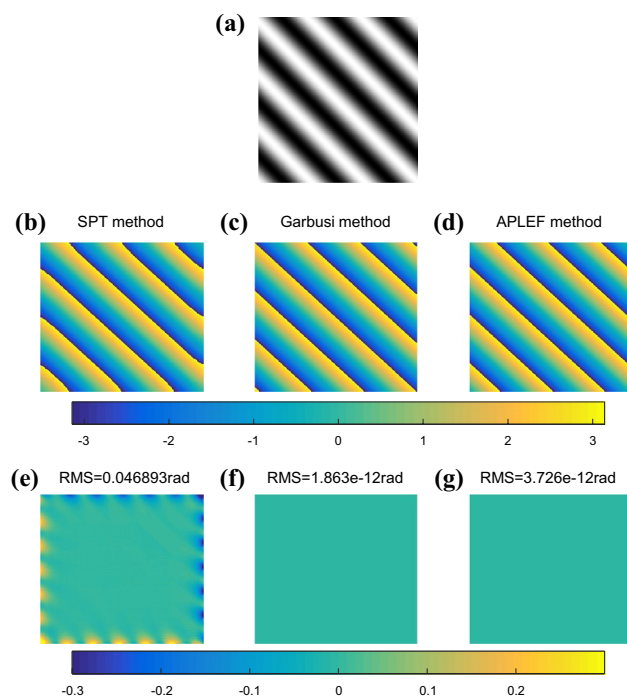 (a)
(b) SPT method (c) Garbusi method (d) APLEF method
-3 -2 -1 0 1 2 3
(e) RMS=0.046893rad (f) RMS=1.863e-12rad (g) RMS=3.726e-12rad
-0.3 -0.2 -0.1 0 0.1 0.2